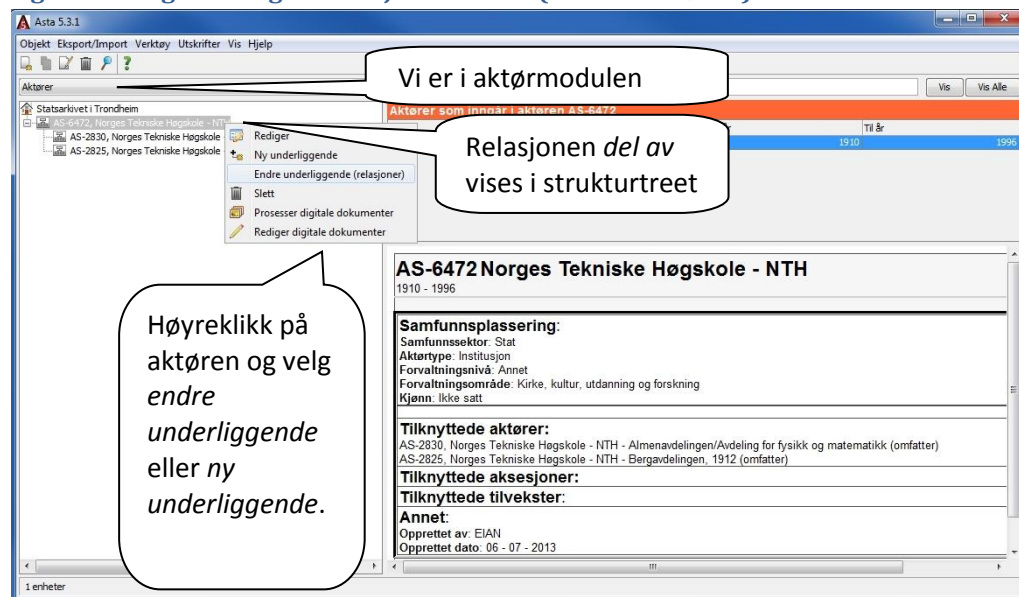 Asta 5.3.1
Objekt Eksport/Import Verktøy Utskrifter Vis Hjelp
Aktører
Vis
Vis Alle
Vi er i aktørmodulen
Statsarkivet i Trondheim
AS-6472, Norges Tekniske Høgskole - NTH
AS-2830, Norges Tekniske Høgskole
AS-2825, Norges Tekniske Høgskole
Rediger
Ny underliggende
Endre underliggende (relasjoner)
Slett
Prosesser digitale dokumenter
Rediger digitale dokumenter
Aktører som inngår i aktøren AS-6472
Til år
1910
1996
Relasjonen del av
vises i strukturtreet
Høyreklikk på
aktøren og velg
endre
underliggende
eller ny
underliggende.
AS-6472 Norges Tekniske Høgskole - NTH
1910 - 1996
Samfunnsplassering:
Samfunnssektor: Stat
Aktørtype: Institusjon
Forvaltningsnivå: Annet
Forvaltningsområde: Kirke, kultur, utdanning og forskning
Kjønn: Ikke satt
Tilknyttede aktører:
AS-2830, Norges Tekniske Høgskole - NTH - Almenavdelingen/Avdeling for fysikk og matematikk (omfatter)
AS-2825, Norges Tekniske Høgskole - NTH - Bergavdelingen, 1912 (omfatter)
Tilknyttede aksesjoner:
Tilknyttede tilvekster:
Annet:
Opprettet av: EIAN
Opprettet dato: 06 - 07 - 2013
1 enheter